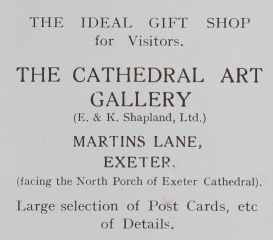 THE IDEAL GIFT SHOP
for Visitors.
THE CATHEDRAL ART
GALLERY
(E. & K. Shapland, Ltd.)
MARTINS LANE,
EXETER.
(facing the North Porch of Exeter Cathedral).
Large selection of Post Cards, etc
of Details.